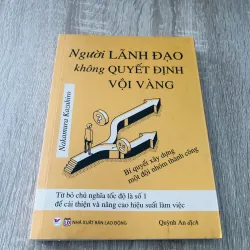 Người LÃNH ĐẠO
không QUYẾT ĐỊNH
VỘI VÀNG
Nakamura Kazuhiro
Bí quyết xây dựng
một đội nhóm thành công
Từ bỏ chủ nghĩa tốc độ là số 1
để cải thiện và nâng cao hiệu suất làm việc
NHÀ XUẤT BẢN LAO ĐỘNG
Quỳnh An dịch